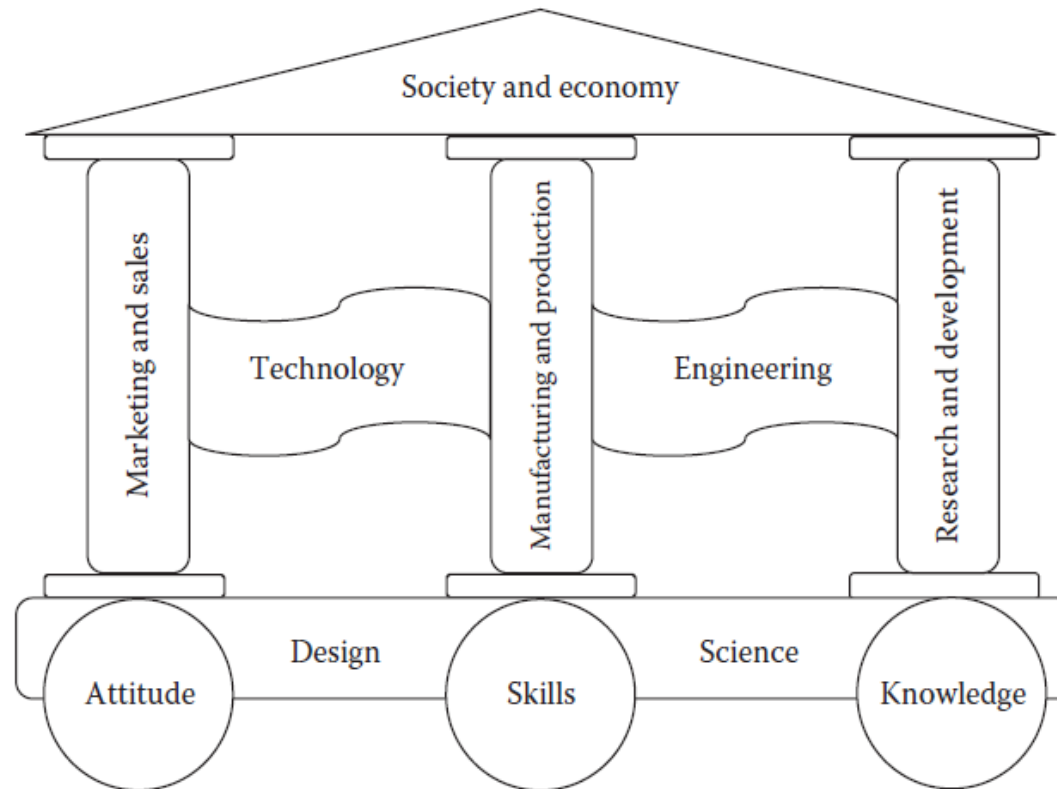 Society and economy
Marketing and sales
Manufacturing and production
Research and development
Technology
Engineering
Design
Science
Attitude
Skills
Knowledge